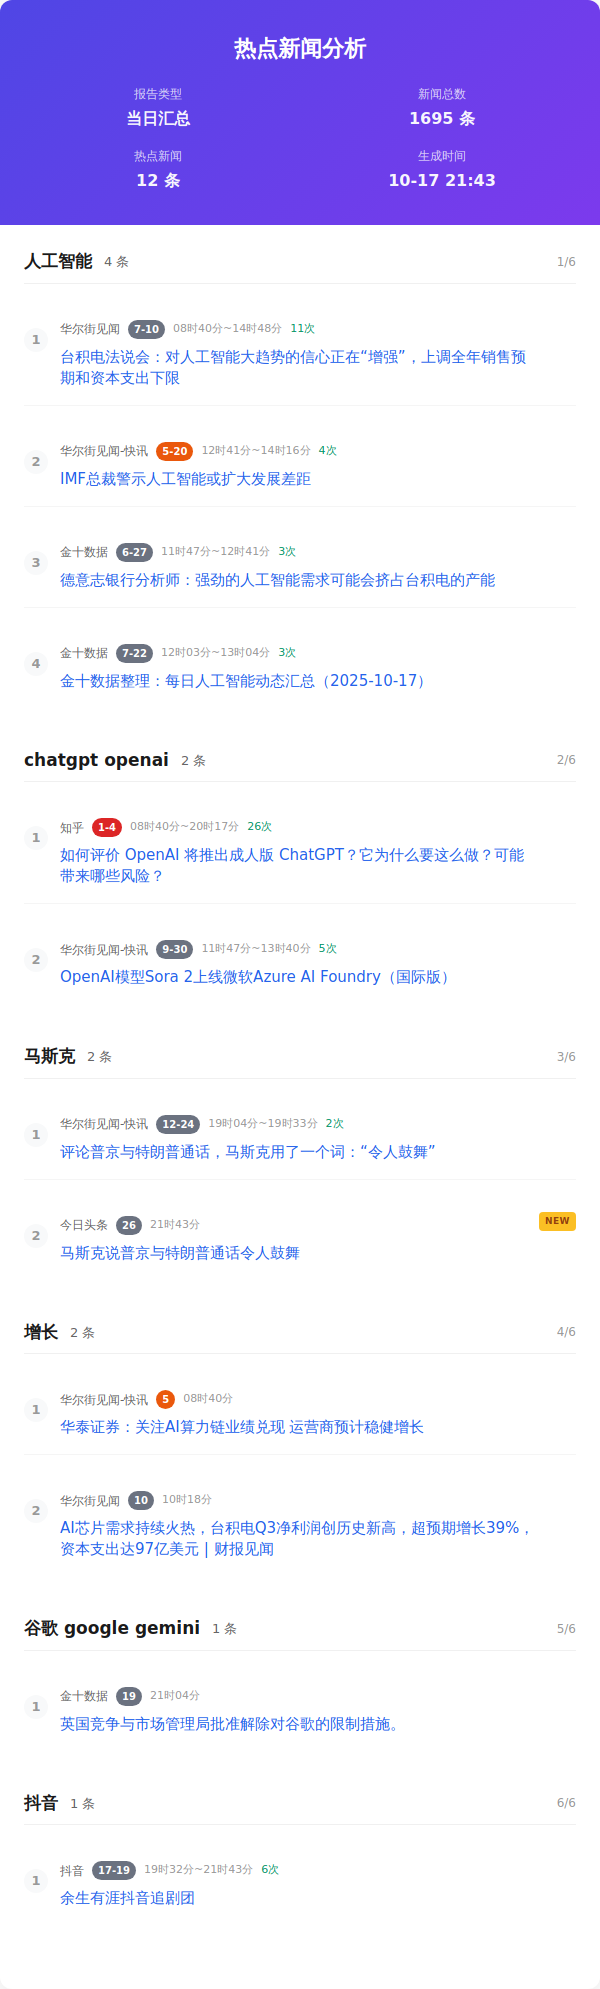 热点新闻分析
报告类型
新闻总数
当日汇总
1695 条
热点新闻
生成时间
12 条
10-17 21:43
人工智能 4 条 1/6
1
华尔街见闻 7-10 08时40分~14时48分 11次
台积电法说会：对人工智能大趋势的信心正在“增强”，上调全年销售预
期和资本支出下限
2
华尔街见闻-快讯 5-20 12时41分~14时16分 4次
IMF总裁警示人工智能或扩大发展差距
3
金十数据 6-27 11时47分~12时41分 3次
德意志银行分析师：强劲的人工智能需求可能会挤占台积电的产能
4
金十数据 7-22 12时03分~13时04分 3次
金十数据整理：每日人工智能动态汇总（2025-10-17）
chatgpt openai 2 条 2/6
1
知乎 1-4 08时40分~20时17分 26次
如何评价 OpenAI 将推出成人版 ChatGPT？它为什么要这么做？可能
带来哪些风险？
2
华尔街见闻-快讯 9-30 11时47分~13时40分 5次
OpenAI模型Sora 2上线微软Azure AI Foundry（国际版）
马斯克 2 条 3/6
1
华尔街见闻-快讯 12-24 19时04分~19时33分 2次
评论普京与特朗普通话，马斯克用了一个词：“令人鼓舞”
2
今日头条 26 21时43分 NEW
马斯克说普京与特朗普通话令人鼓舞
增长 2 条 4/6
1
华尔街见闻-快讯 5 08时40分
华泰证券：关注AI算力链业绩兑现 运营商预计稳健增长
2
华尔街见闻 10 10时18分
AI芯片需求持续火热，台积电Q3净利润创历史新高，超预期增长39%，
资本支出达97亿美元 | 财报见闻
谷歌 google gemini 1 条 5/6
1
金十数据 19 21时04分
英国竞争与市场管理局批准解除对谷歌的限制措施。
抖音 1 条 6/6
1
抖音 17-19 19时32分~21时43分 6次
余生有涯抖音追剧团